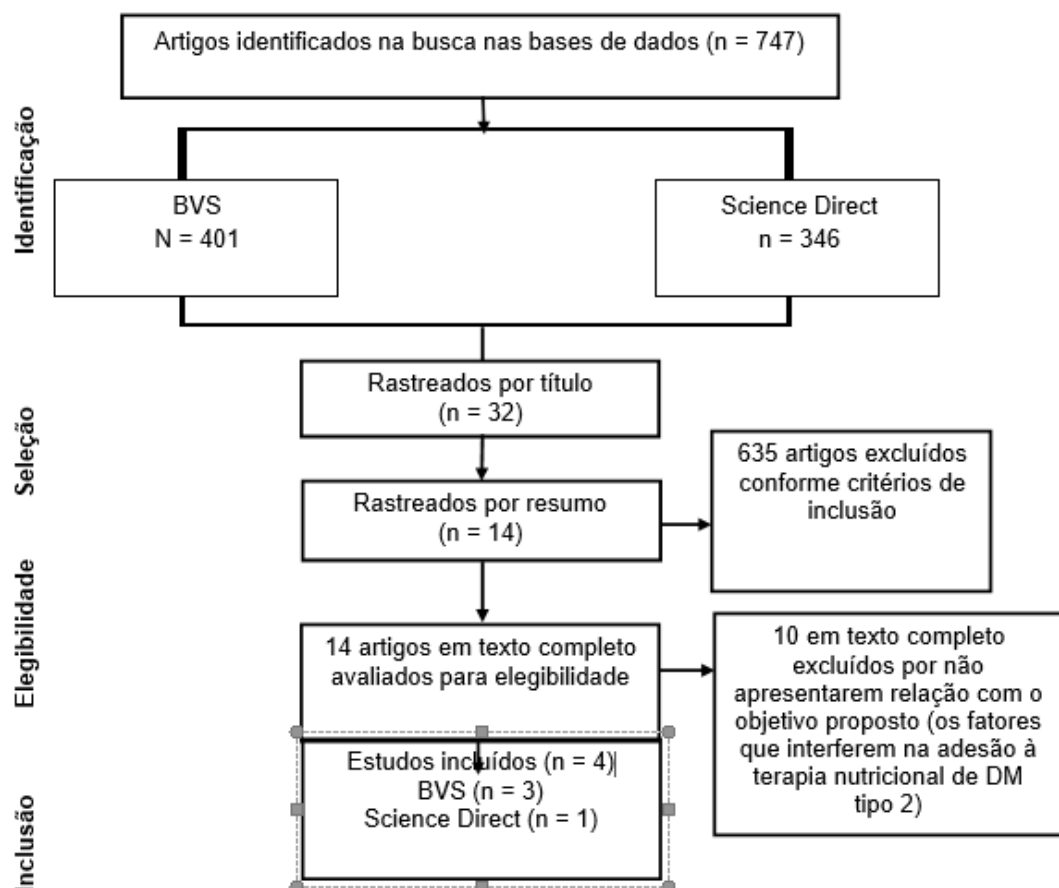 Artigos identificados na busca nas bases de dados (n = 747)
Identificação
BVS
N = 401
Science Direct
n = 346
Rastreados por título
(n = 32)
Seleção
635 artigos excluídos
conforme critérios de
inclusão
Rastreados por resumo
(n = 14)
Elegibilidade
14 artigos em texto completo
avaliados para elegibilidade
10 em texto completo
excluídos por não
apresentarem relação com o
objetivo proposto (os fatores
que interferem na adesão à
terapia nutricional de DM
tipo 2)
Inclusão
Estudos incluídos (n = 4)
BVS (n = 3)
Science Direct (n = 1)